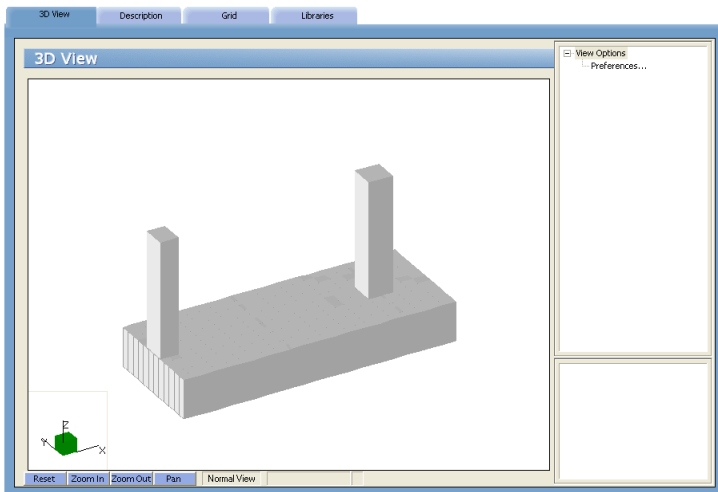 3D View Description Grid Libraries
3D View
View Options
Preferences...
Z
Y
X
Reset Zoom In Zoom Out Pan Normal View